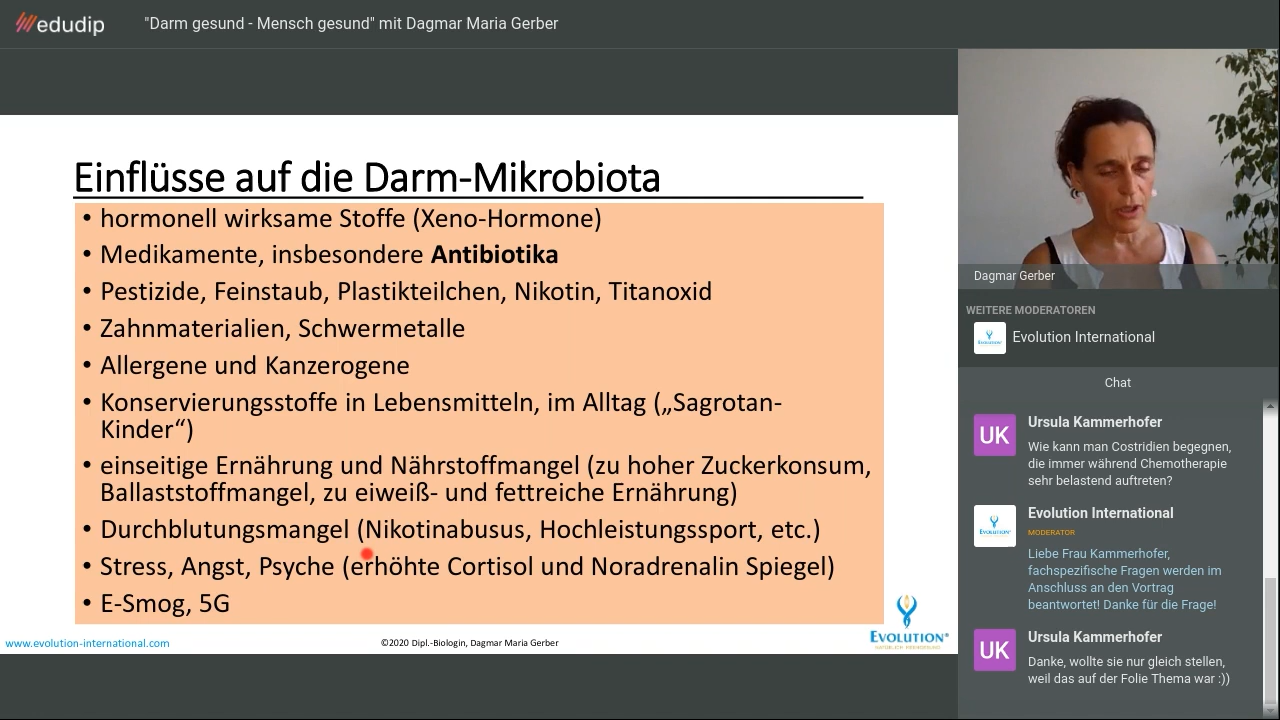 edudip
"Darm gesund - Mensch gesund" mit Dagmar Maria Gerber
Einflüsse auf die Darm-Mikrobiota
• hormonell wirksame Stoffe (Xeno-Hormone)
• Medikamente, insbesondere Antibiotika
• Pestizide, Feinstaub, Plastikteilchen, Nikotin, Titanoxid
• Zahnmaterialien, Schwermetalle
• Allergene und Kanzerogene
• Konservierungsstoffe in Lebensmitteln, im Alltag („Sagrotan-
Kinder“)
• einseitige Ernährung und Nährstoffmangel (zu hoher Zuckerkonsum,
Ballaststoffmangel, zu eiweiß- und fettreiche Ernährung)
• Durchblutungsmangel (Nikotinabusus, Hochleistungssport, etc.)
• Stress, Angst, Psyche (erhöhte Cortisol und Noradrenalin Spiegel)
• E-Smog, 5G
www.evolution-international.com
©2020 Dipl.-Biologin, Dagmar Maria Gerber
EVOLUTION®
Dagmar Gerber
WEITERE MODERATOREN
Evolution International
Chat
UK
Ursula Kammerhofer
Wie kann man Costridien begegnen,
die immer während Chemotherapie
sehr belastend auftreten?
Evolution International
MODERATOR
Liebe Frau Kammerhofer,
fachspezifische Fragen werden im
Anschluss an den Vortrag
beantwortet! Danke für die Frage!
UK
Ursula Kammerhofer
Danke, wollte sie nur gleich stellen,
weil das auf der Folie Thema war :))